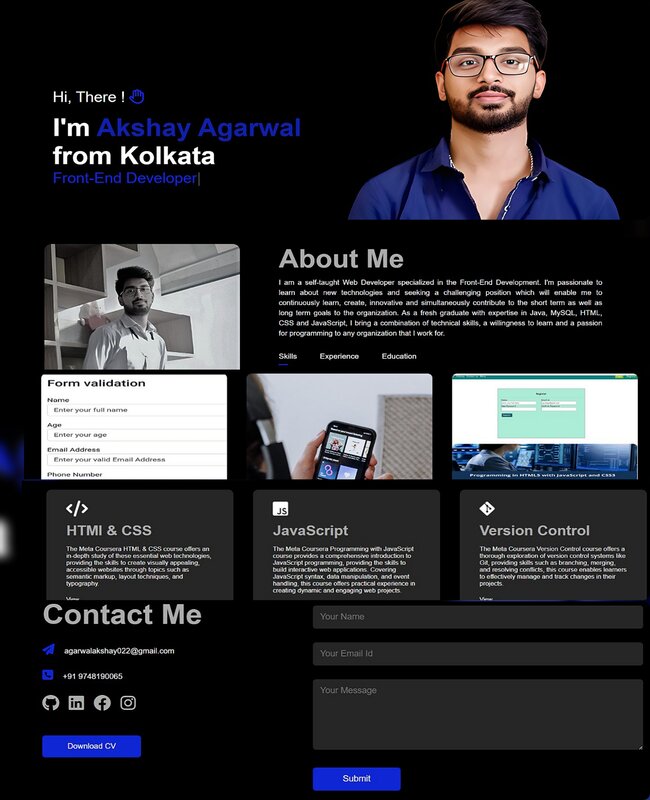 Hi, There !
I'm Akshay Agarwal
from Kolkata
Front-End Developer
About Me
I am a self-taught Web Developer specialized in the Front-End Development. I'm passionate to
learn about new technologies and seeking a challenging position which will enable me to
continuously learn, create, innovative and simultaneously contribute to the short term as well as
long term goals to the organization. As a fresh graduate with expertise in Java, MySQL, HTML,
CSS and JavaScript, I bring a combination of technical skills, a willingness to learn and a passion
for programming to any organization that I work for.
Skills Experience Education
Form validation
Name
Enter your full name
Age
Enter your age
Email Address
Enter your valid Email Address
Phone Number
Programming in HTML5 with JavaScript and CSS3
HTMl & CSS
The Meta Coursera HTML & CSS course offers an
in-depth study of these essential web technologies,
providing the skills to create visually appealing,
accessible websites through topics such as
semantic markup, layout techniques, and
typography.
View
JS
JavaScript
The Meta Coursera Programming with JavaScript
course provides a comprehensive introduction to
JavaScript programming, providing the skills to
build interactive web applications. Covering
JavaScript syntax, data manipulation, and event
handling, this course offers practical experience in
creating dynamic and engaging web projects.
Version Control
The Meta Coursera Version Control course offers a
thorough exploration of version control systems like
Git, providing skills such as branching, merging,
and resolving conflicts, this course enables learners
to effectively manage and track changes in their
projects.
View
Contact Me
agarwalakshay022@gmail.com
+91 9748190065
Download CV
Your Name
Your Email Id
Your Message
Submit